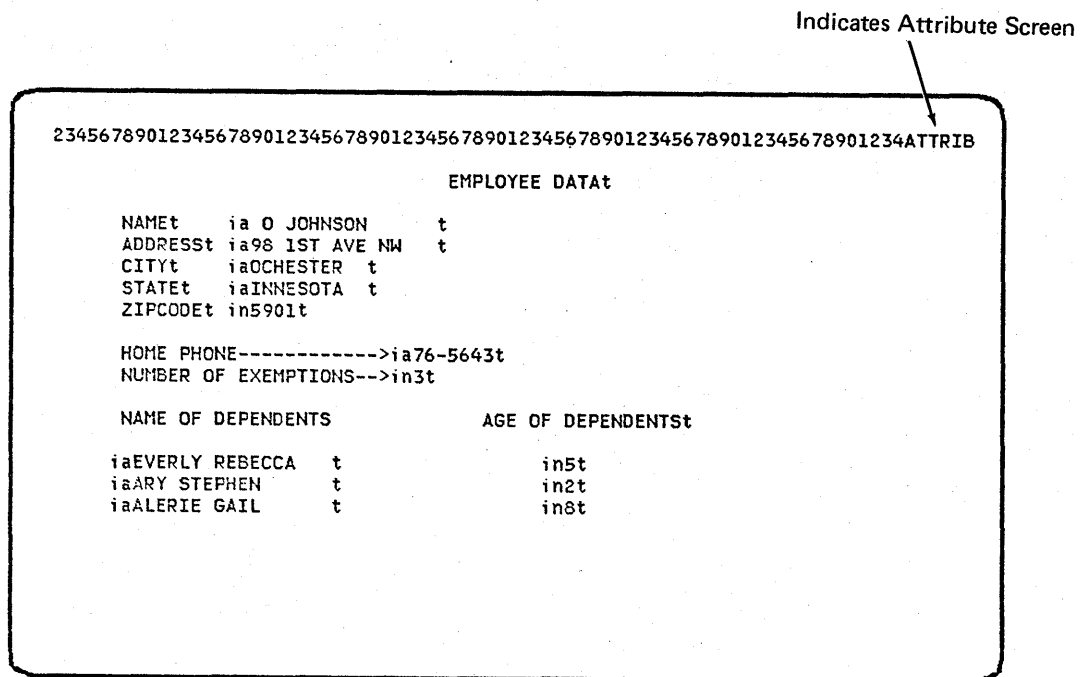 Indicates Attribute Screen
2345678901234567890123456789012345678901234567890123456789012345678901234ATTRIB
EMPLOYEE DATAt
NAMEt ia O JOHNSON t
ADDRESSt ia98 1ST AVE NW t
CITYt iaOCHESTER t
STATEt iaINNESOTA t
ZIPCODEt in5901t
HOME PHONE------------>ia76-5643t
NUMBER OF EXEMPTIONS-->in3t
NAME OF DEPENDENTS AGE OF DEPENDENTSt
iaEVERLY REBECCA t in5t
iaARY STEPHEN t in2t
iaALERIE GAIL t in8t